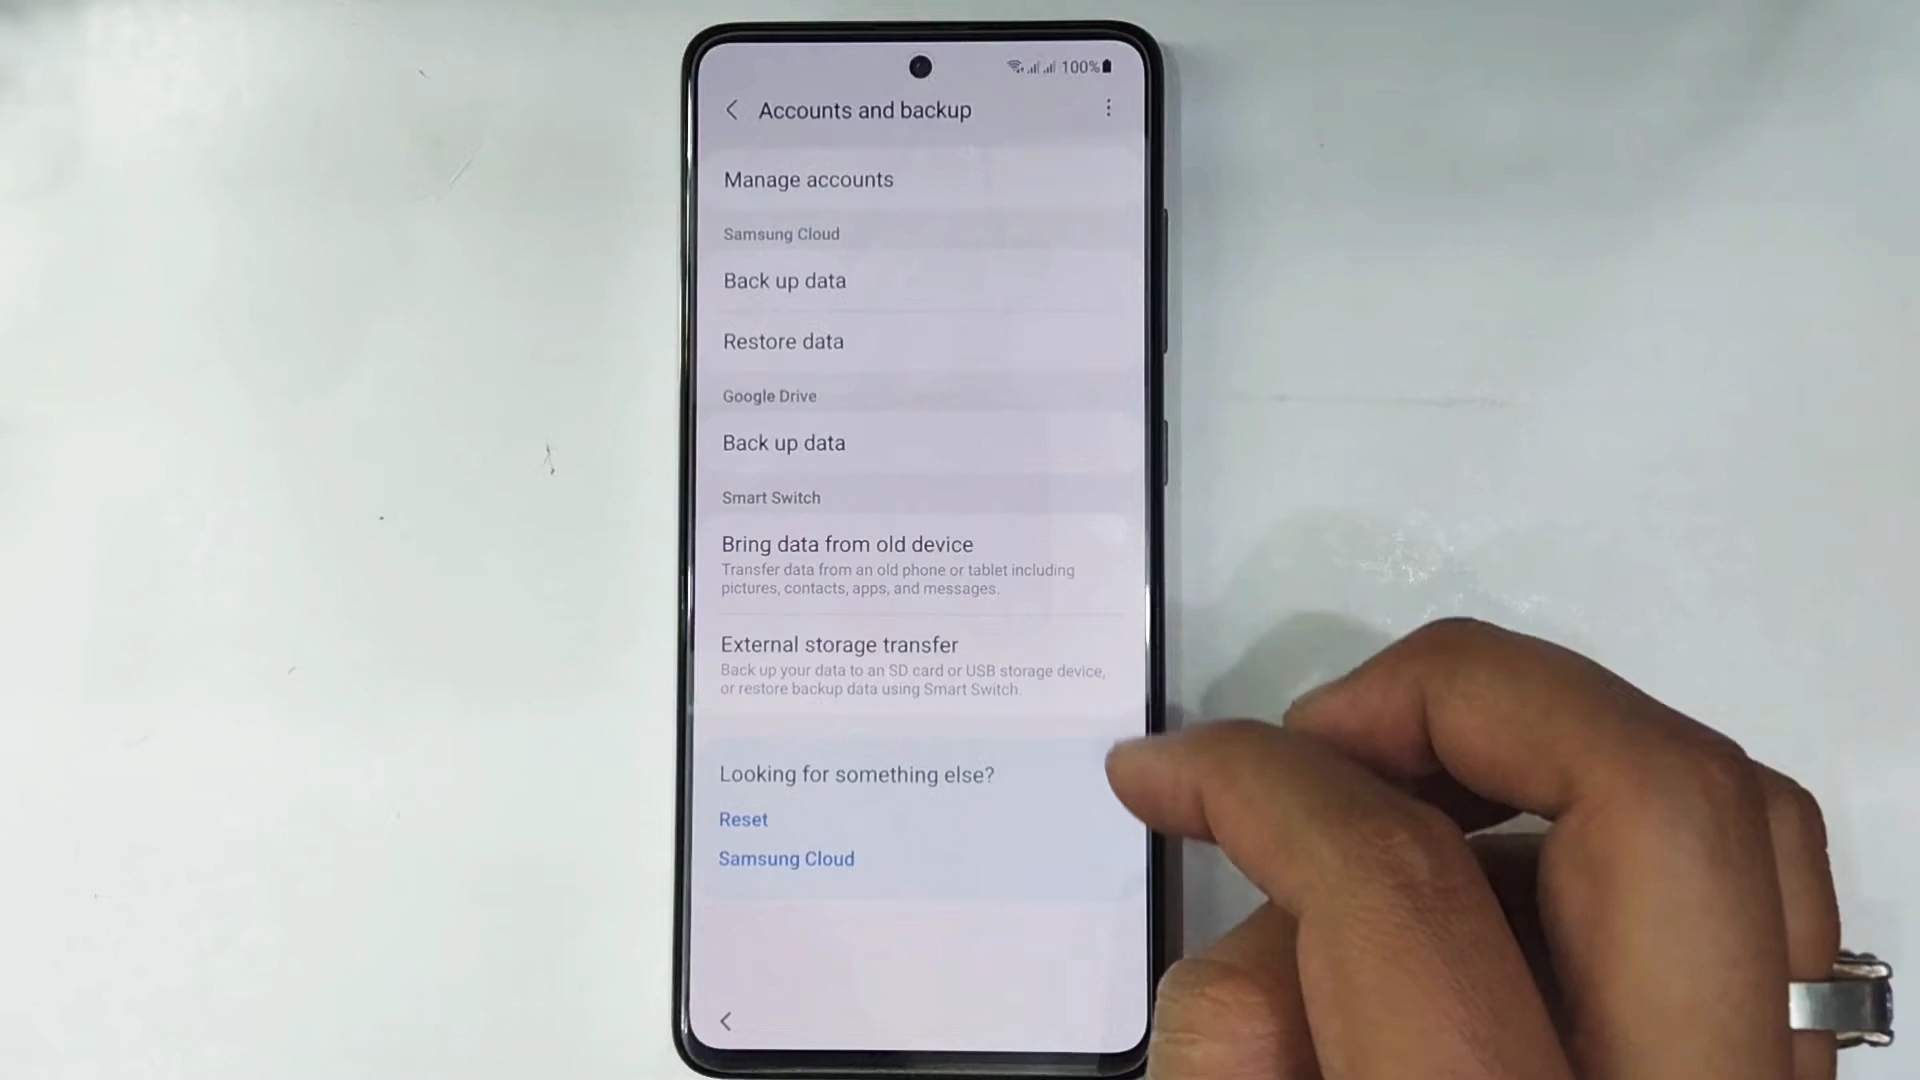 100%
Accounts and backup
Manage accounts
Samsung Cloud
Back up data
Restore data
Google Drive
Back up data
Smart Switch
Bring data from old device
Transfer data from an old phone or tablet including
pictures, contacts, apps, and messages.
External storage transfer
Back up your data to an SD card or USB storage device,
or restore backup data using Smart Switch.
Looking for something else?
Reset
Samsung Cloud